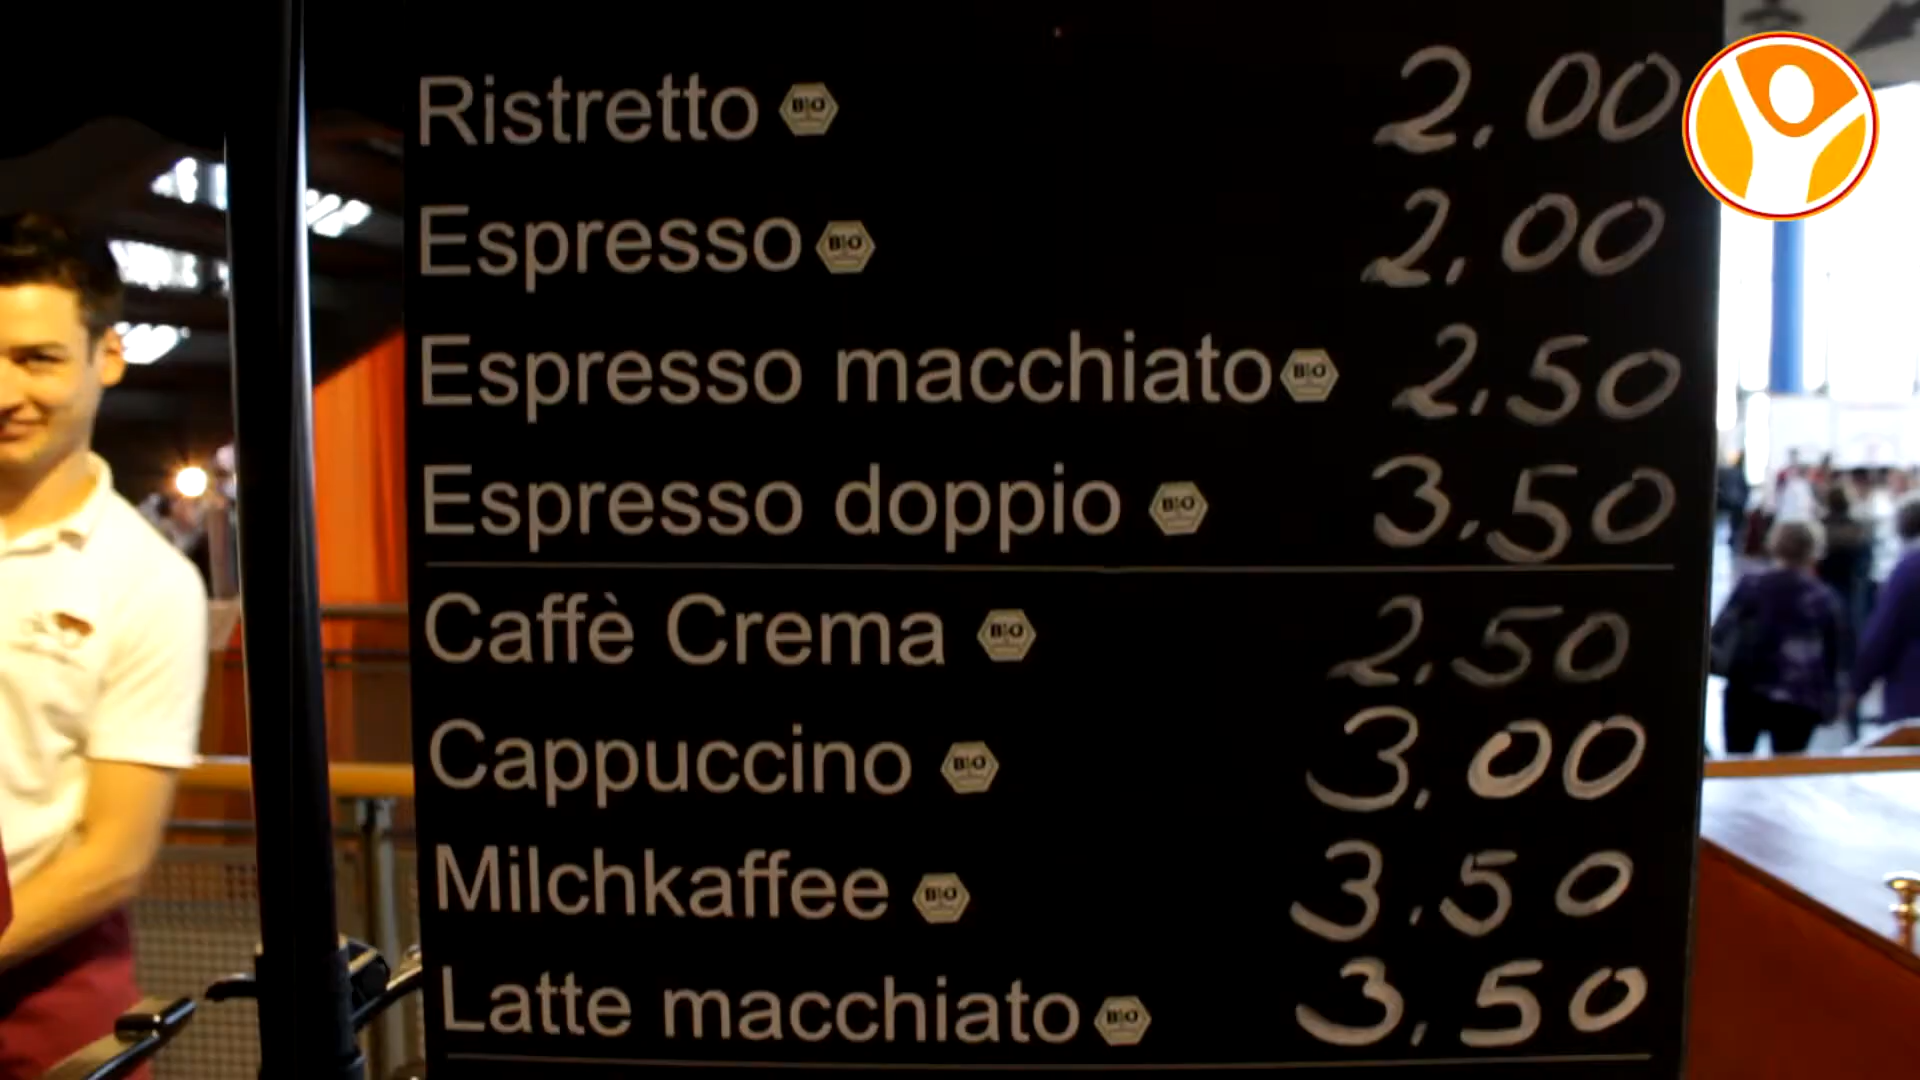 Ristretto BIO 2.00
Espresso BIO 2,00
Espresso macchiato BIO 2,50
Espresso doppio BIO 3,50
Caffè Crema BIO 2,50
Cappuccino BIO 3,00
Milchkaffee BIO 3.50
Latte macchiato BIO 3,50